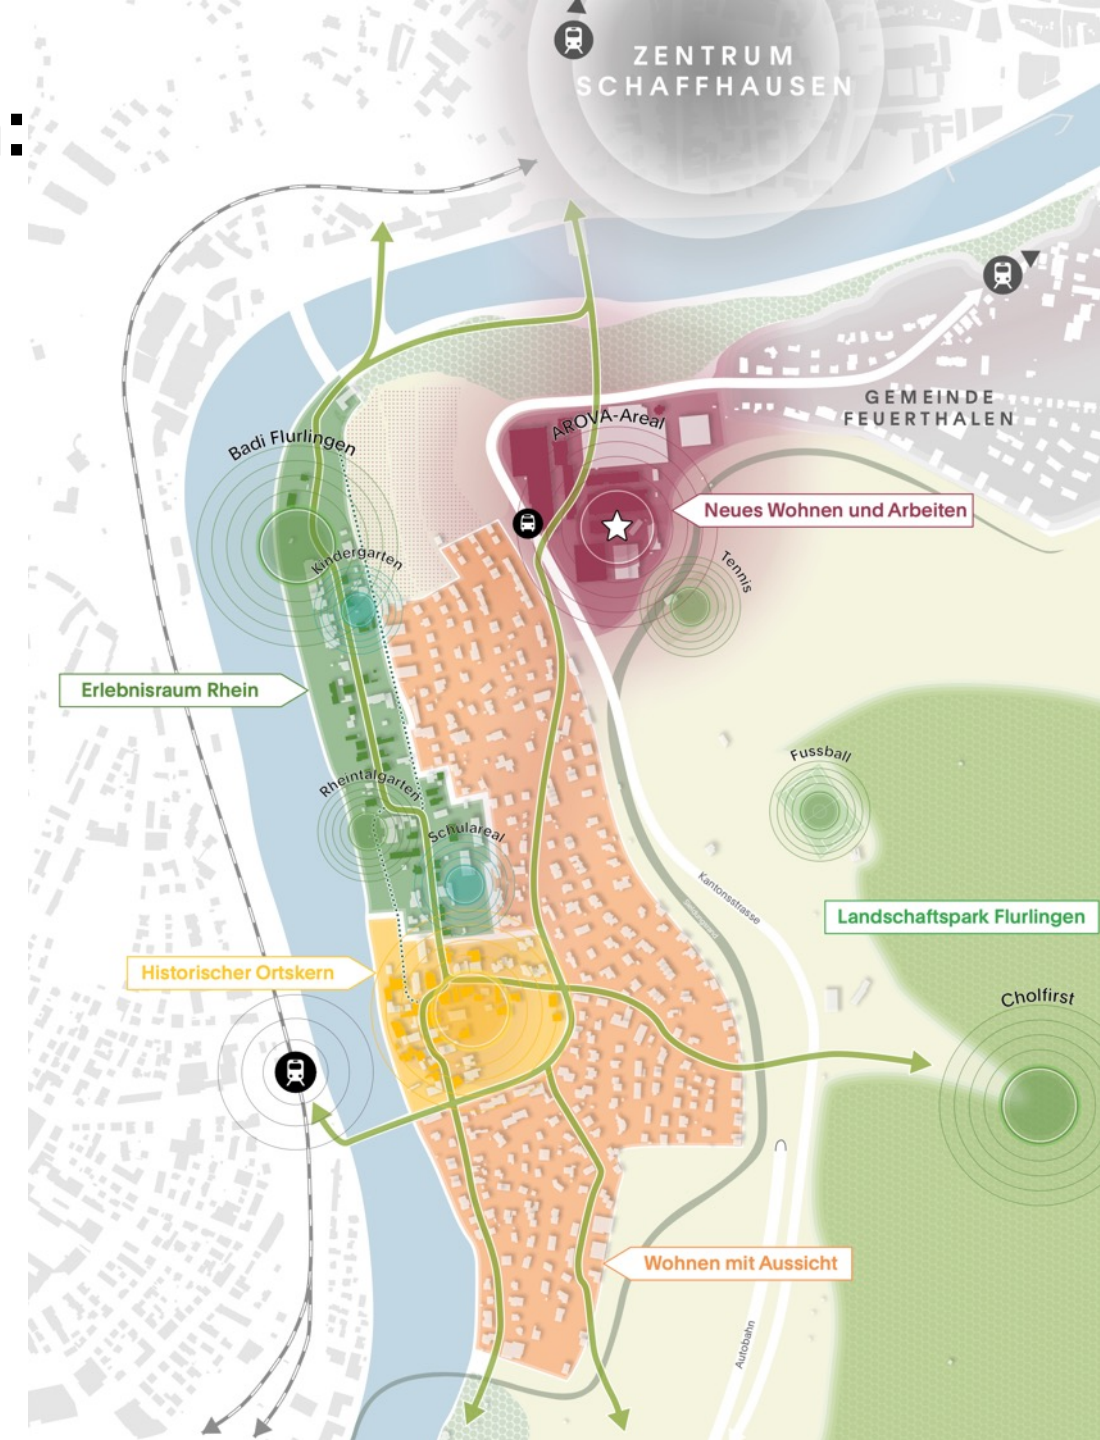 ZENTRUM
SCHAFFHAUSEN
:
GEMEINDE
FEUERTHALEN
AROVA-Areal
Badi Flurlingen
Neues Wohnen und Arbeiten
Kindergarten
Tennis
Erlebnisraum Rhein
Fussball
Rheintalgarten
Schulareal
Kantonsstrasse
Landschaftspark Flurlingen
Historischer Ortskern
Cholfirst
Wohnen mit Aussicht
Autobahn